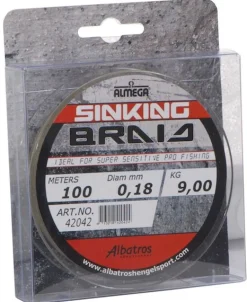 ALMEGA
SINKING
BRAID
IDEAL FOR SUPER SENSITIVE PRO FISHING
METERS Diam mm KG
100 0,18 9,00
ART.NO.
42042
Albatros
www.albatroshengelsport.com